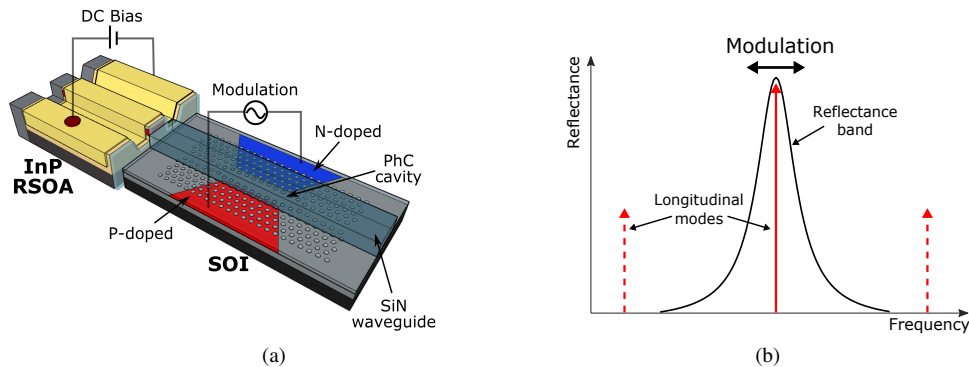 DC Bias
Modulation
N-doped
PhC
cavity
InP
RSOA
P-doped
SOI
SiN
waveguide
(a)
Modulation
Reflectance
Reflectance
band
Longitudinal
modes
Frequency
(b)